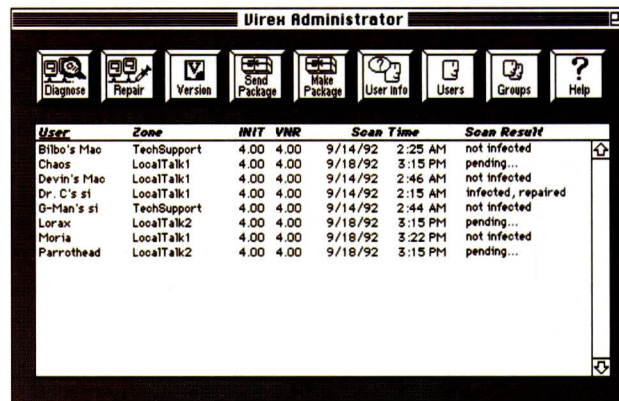 Virex Administrator
Diagnose Repair Version Send Package Make Package User Info Users Groups Help
User Zone INIT VNR Scan Time Scan Result
Bilbo's Mac TechSupport 4.00 4.00 9/14/92 2:25 AM not infected
Chaos LocalTalk1 4.00 4.00 9/18/92 3:15 PM pending...
Devin's Mac LocalTalk1 4.00 4.00 9/14/92 2:46 AM not infected
Dr. C's si LocalTalk1 4.00 4.00 9/14/92 2:15 AM infected, repaired
G-Man's si TechSupport 4.00 4.00 9/14/92 2:44 AM not infected
Lorax LocalTalk2 4.00 4.00 9/18/92 3:15 PM pending...
Moria LocalTalk1 4.00 4.00 9/18/92 3:22 PM not infected
Parrothead LocalTalk2 4.00 4.00 9/18/92 3:15 PM pending...